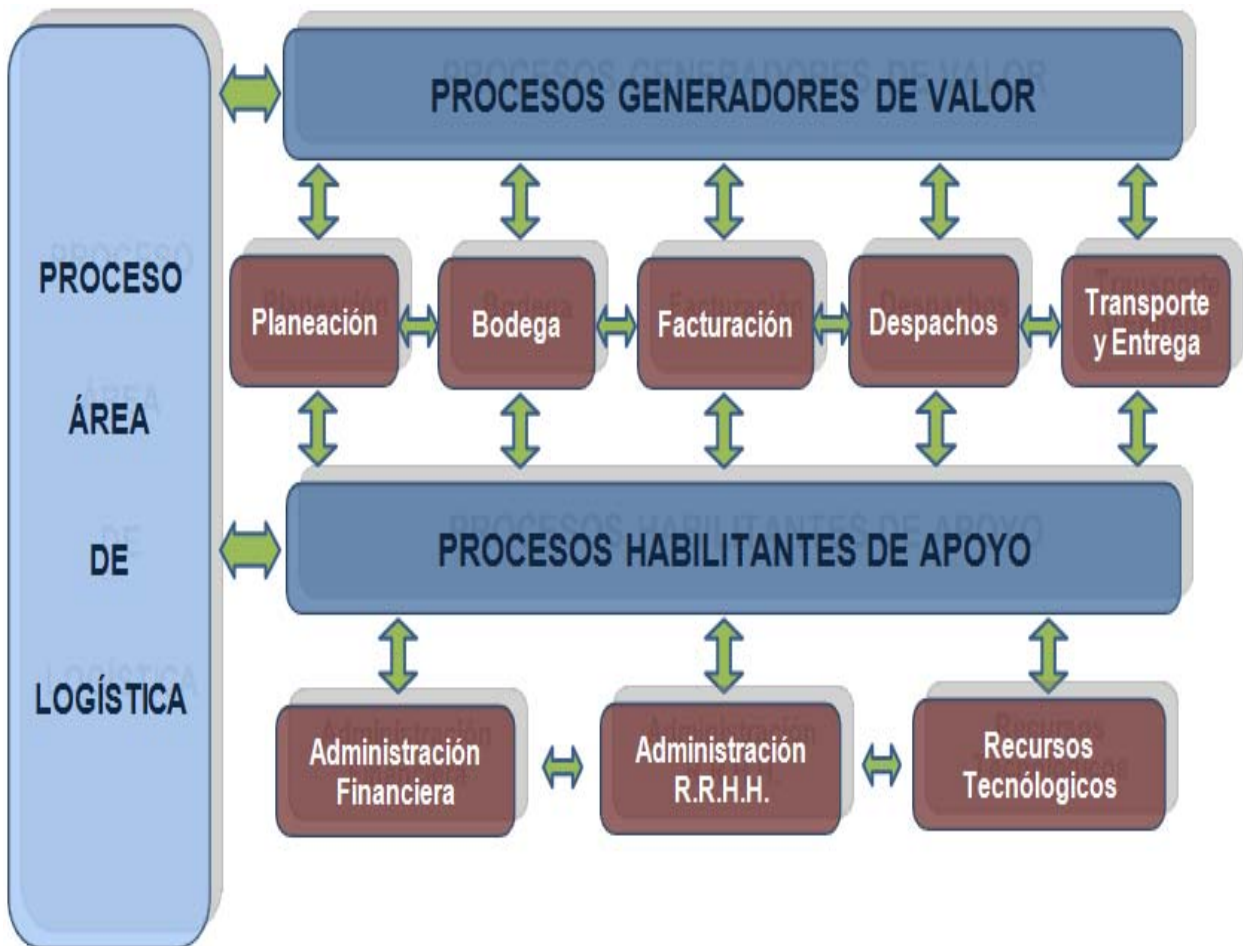 PROCESO
ÁREA
DE
LOGÍSTICA
PROCESOS GENERADORES DE VALOR
Planeación
Bodega
Facturación
Despachos
Transporte
y Entrega
PROCESOS HABILITANTES DE APOYO
Administración
Financiera
Administración
R.R.H.H.
Recursos
Tecnólogicos